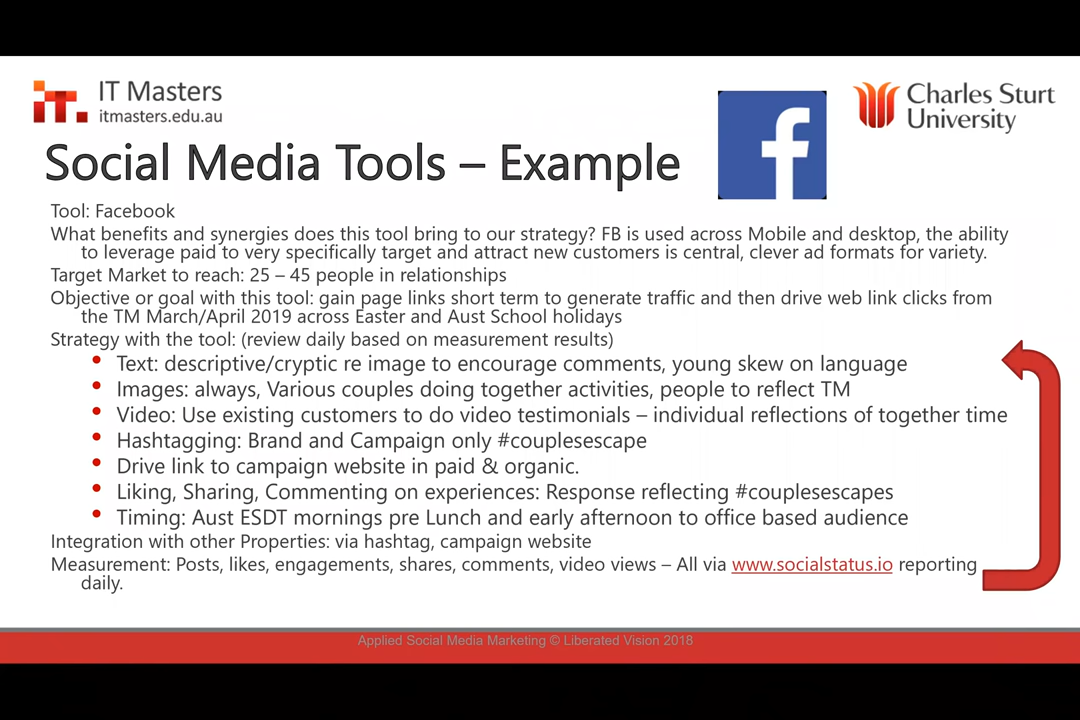 IT Masters
itmasters.edu.au
Charles Sturt
University
Social Media Tools – Example
Tool: Facebook
What benefits and synergies does this tool bring to our strategy? FB is used across Mobile and desktop, the ability
to leverage paid to very specifically target and attract new customers is central, clever ad formats for variety.
Target Market to reach: 25 – 45 people in relationships
Objective or goal with this tool: gain page links short term to generate traffic and then drive web link clicks from
the TM March/April 2019 across Easter and Aust School holidays
Strategy with the tool: (review daily based on measurement results)
• Text: descriptive/cryptic re image to encourage comments, young skew on language
• Images: always, Various couples doing together activities, people to reflect TM
• Video: Use existing customers to do video testimonials – individual reflections of together time
• Hashtagging: Brand and Campaign only #couplesescape
• Drive link to campaign website in paid & organic.
• Liking, Sharing, Commenting on experiences: Response reflecting #couplesescapes
• Timing: Aust ESDT mornings pre Lunch and early afternoon to office based audience
Integration with other Properties: via hashtag, campaign website
Measurement: Posts, likes, engagements, shares, comments, video views – All via www.socialstatus.io reporting
daily.
Applied Social Media Marketing © Liberated Vision 2018